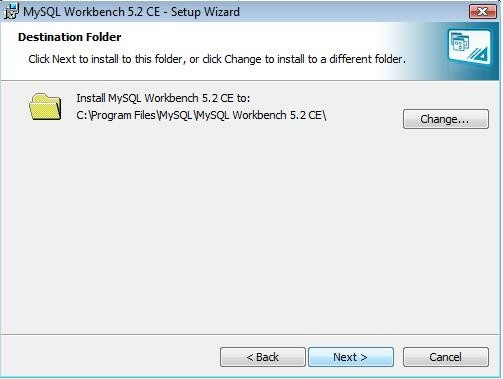 MySQL Workbench 5.2 CE - Setup Wizard
Destination Folder
Click Next to install to this folder, or click Change to install to a different folder.
Install MySQL Workbench 5.2 CE to:
C:\Program Files\MySQL\MySQL Workbench 5.2 CE\
Change...
< Back
Next >
Cancel